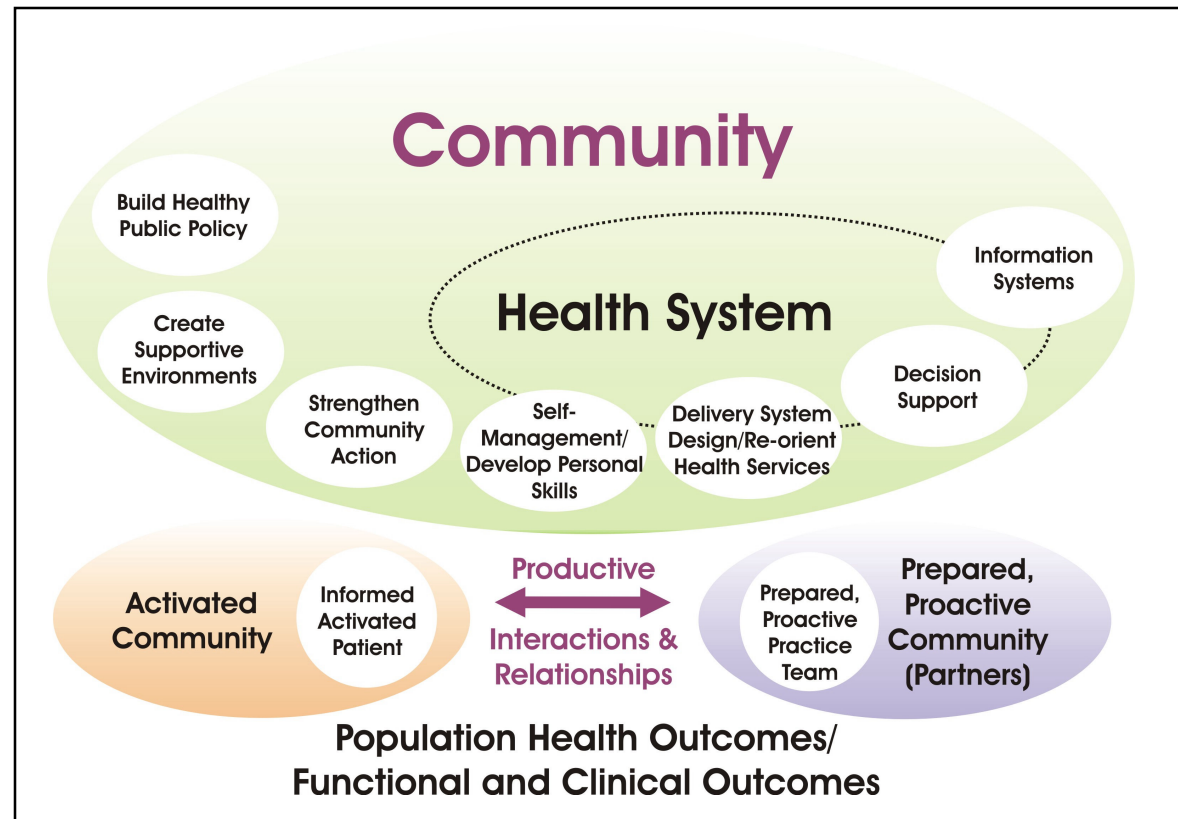 Community
Build Healthy
Public Policy
Create
Supportive
Environments
Strengthen
Community
Action
Health System
Self-
Management/
Develop Personal
Skills
Delivery System
Design/Re-orient
Health Services
Decision
Support
Information
Systems
Activated
Community
Informed
Activated
Patient
Productive
Interactions &
Relationships
Prepared,
Proactive
Practice
Team
Prepared,
Proactive
Community
(Partners)
Population Health Outcomes/
Functional and Clinical Outcomes